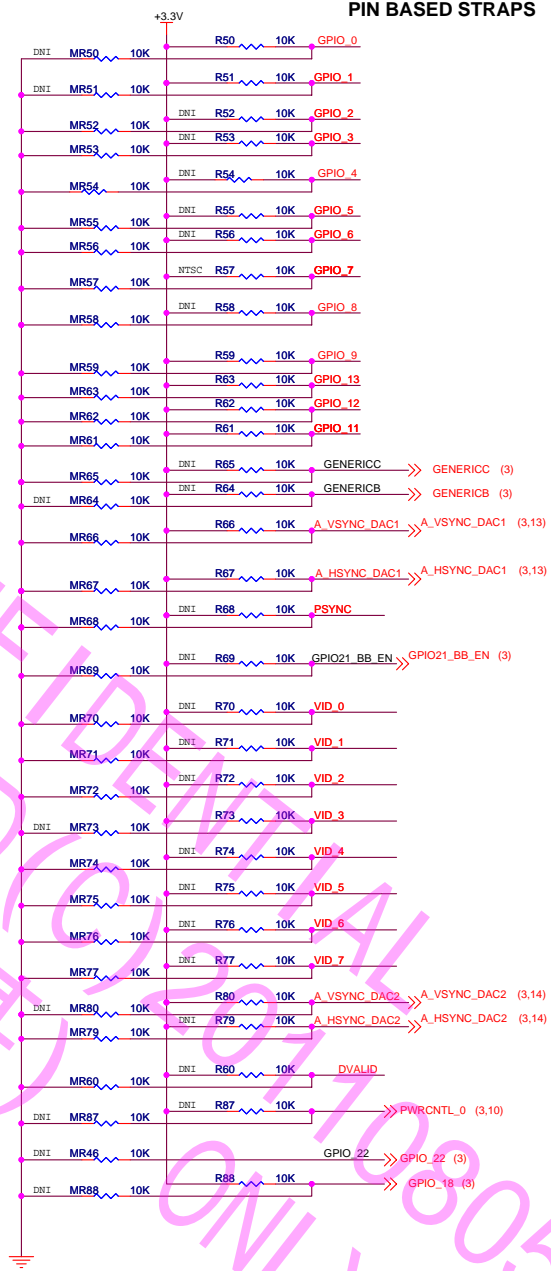 PIN BASED STRAPS
+3.3V
R50 10K GPIO_0
DNI MR50 10K
R51 10K GPIO_1
DNI MR51 10K
DNI R52 10K GPIO_2
MR52 10K
DNI R53 10K GPIO_3
MR53 10K
DNI R54 10K GPIO_4
MR54 10K
DNI R55 10K GPIO_5
MR55 10K
DNI R56 10K GPIO_6
MR56 10K
NTSC R57 10K GPIO_7
MR57 10K
DNI R58 10K GPIO_8
MR58 10K
R59 10K GPIO_9
MR59 10K
R63 10K GPIO_13
MR63 10K
R62 10K GPIO_12
MR62 10K
R61 10K GPIO_11
MR61 10K
DNI R65 10K GENERICC GENERICC (3)
MR65 10K
DNI R64 10K GENERICB GENERICB (3)
DNI MR64 10K
R66 10K A_VSYNC_DAC1 A_VSYNC_DAC1 (3,13)
MR66 10K
R67 10K A_HSYNC_DAC1 A_HSYNC_DAC1 (3,13)
MR67 10K
DNI R68 10K PSYNC
MR68 10K
DNI R69 10K GPIO21_BB_EN GPIO21_BB_EN (3)
MR69 10K
DNI R70 10K VID_0
MR70 10K
DNI R71 10K VID_1
MR71 10K
DNI R72 10K VID_2
MR72 10K
R73 10K VID_3
DNI MR73 10K
DNI R74 10K VID_4
MR74 10K
DNI R75 10K VID_5
MR75 10K
DNI R76 10K VID_6
MR76 10K
DNI R77 10K VID_7
MR77 10K
R80 10K A_VSYNC_DAC2 A_VSYNC_DAC2 (3,14)
DNI MR80 10K
DNI R79 10K A_HSYNC_DAC2 A_HSYNC_DAC2 (3,14)
MR79 10K
DNI R60 10K DVALID
MR60 10K
DNI R87 10K PWRCNTL_0 (3,10)
DNI MR87 10K
DNI MR46 10K GPIO_22 GPIO_22 (3)
R88 10K GPIO_18 (3)
DNI MR88 10K
FIDENTIAL
(C)20110805
ONLY